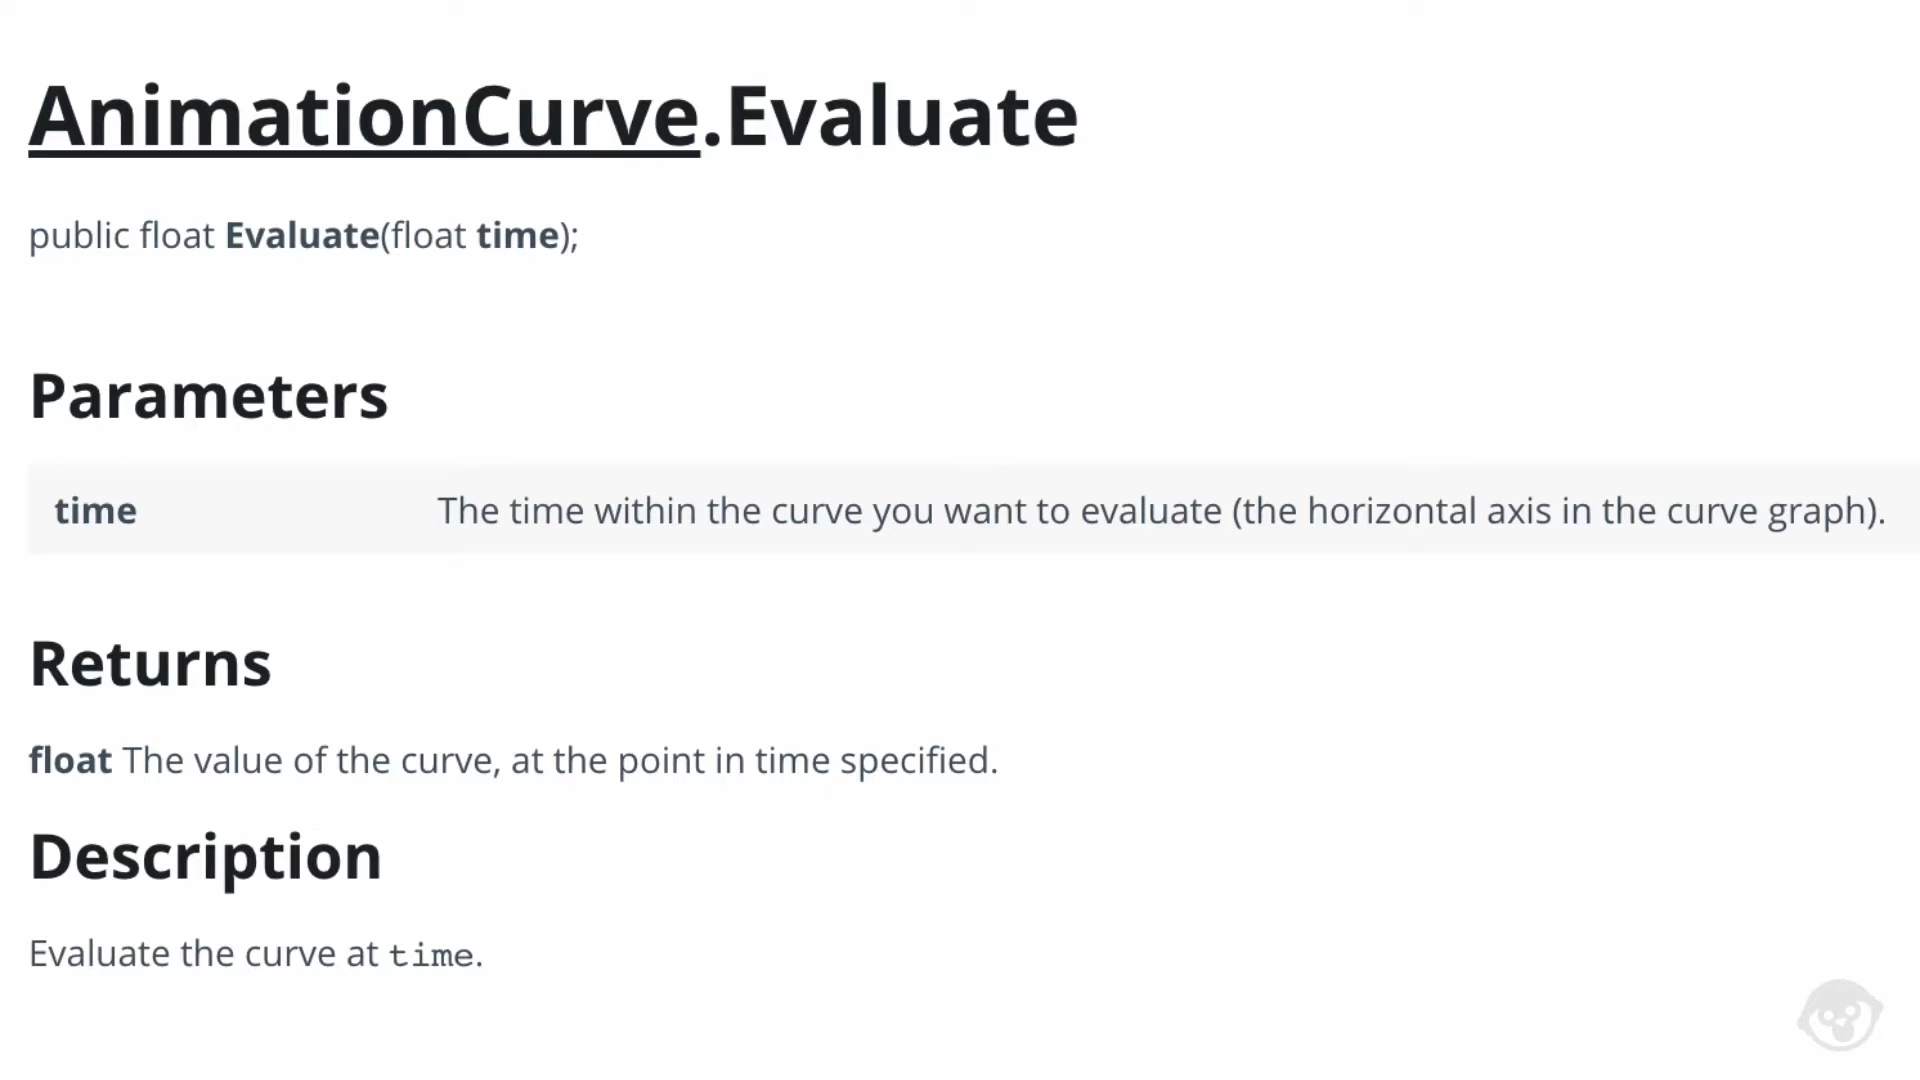 AnimationCurve.Evaluate
public float Evaluate(float time);
Parameters
time The time within the curve you want to evaluate (the horizontal axis in the curve graph).
Returns
float The value of the curve, at the point in time specified.
Description
Evaluate the curve at time.